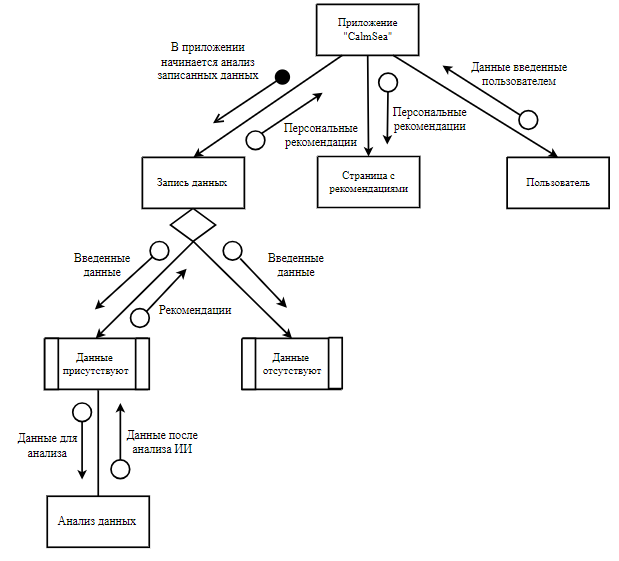 Приложение
"CalmSea"
В приложении
начинается анализ
записанных данных
Данные введенные
пользователем
Персональные
рекомендации
Персональные
рекомендации
Запись данных
Страница с
рекомендациями
Пользователь
Введенные
данные
Введенные
данные
Рекомендации
Данные
присутствуют
Данные
отсутствуют
Данные для
анализа
Данные после
анализа ИИ
Анализ данных